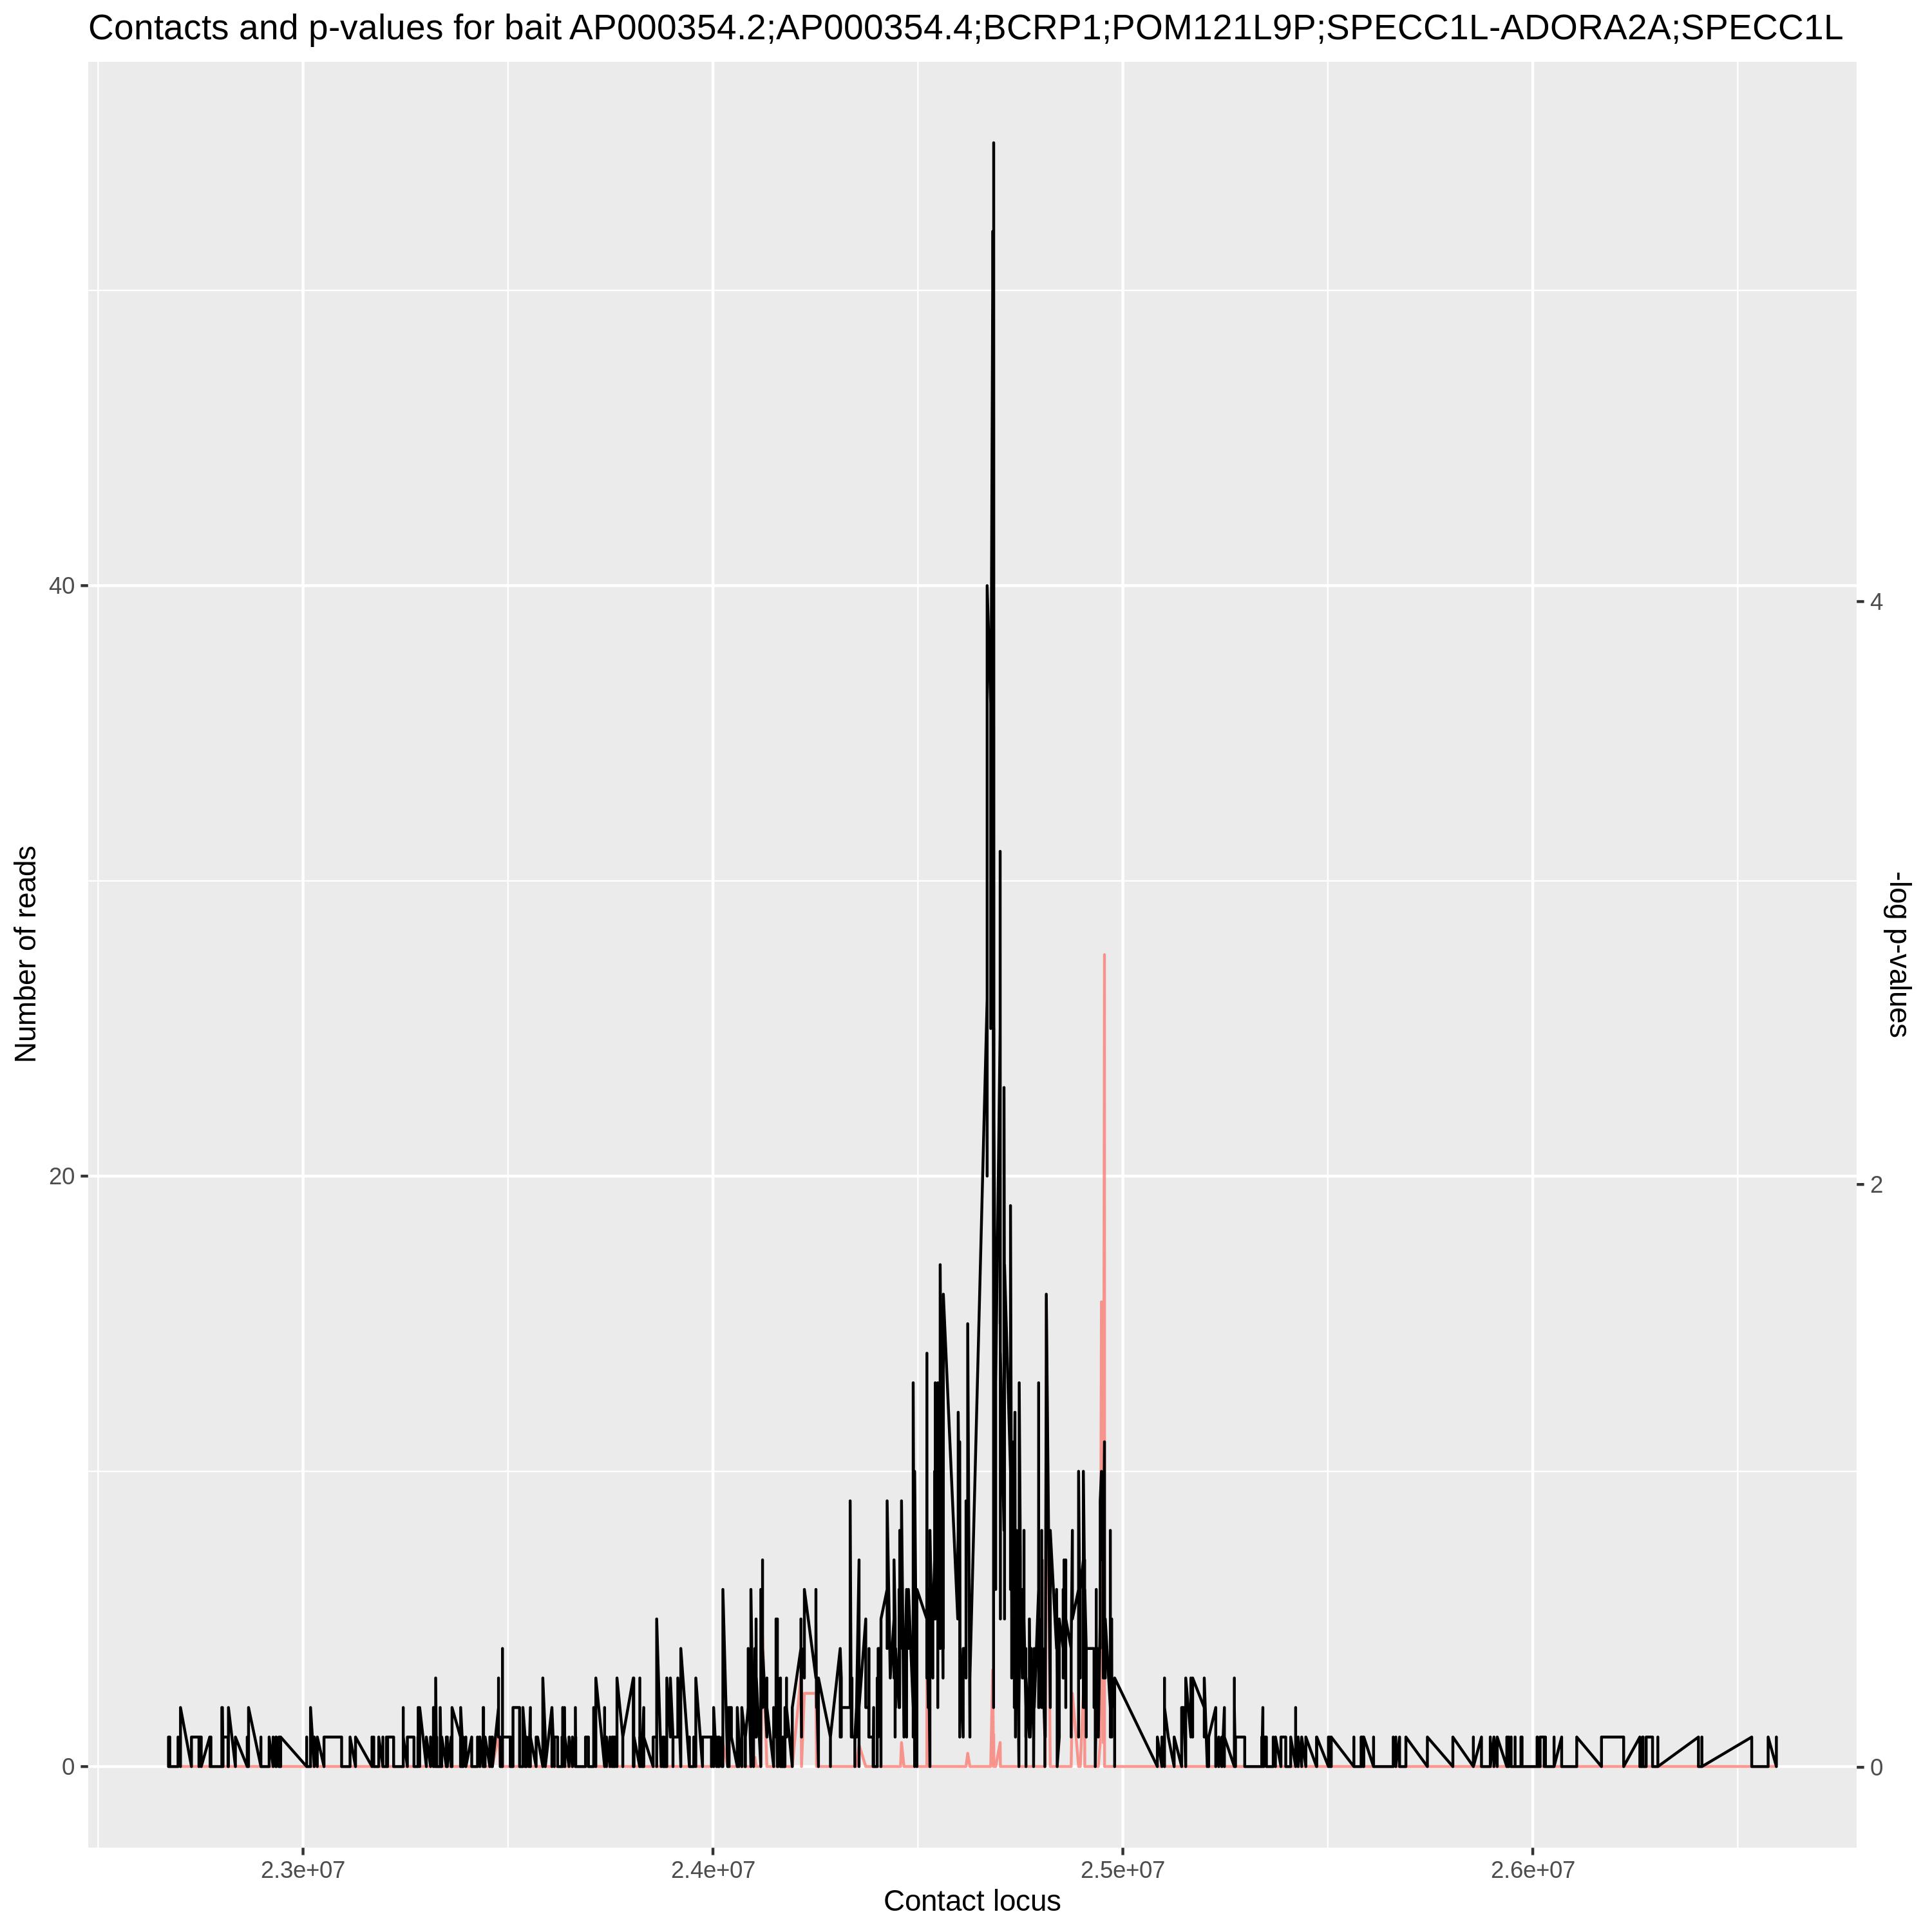 Contacts and p-values for bait AP000354.2;AP000354.4;BCRP1;POM121L9P;SPECC1L-ADORA2A;SPECC1L
Number of reads
40
20
0
4
2
0
-log p-values
2.3e+07 2.4e+07 2.5e+07 2.6e+07
Contact locus